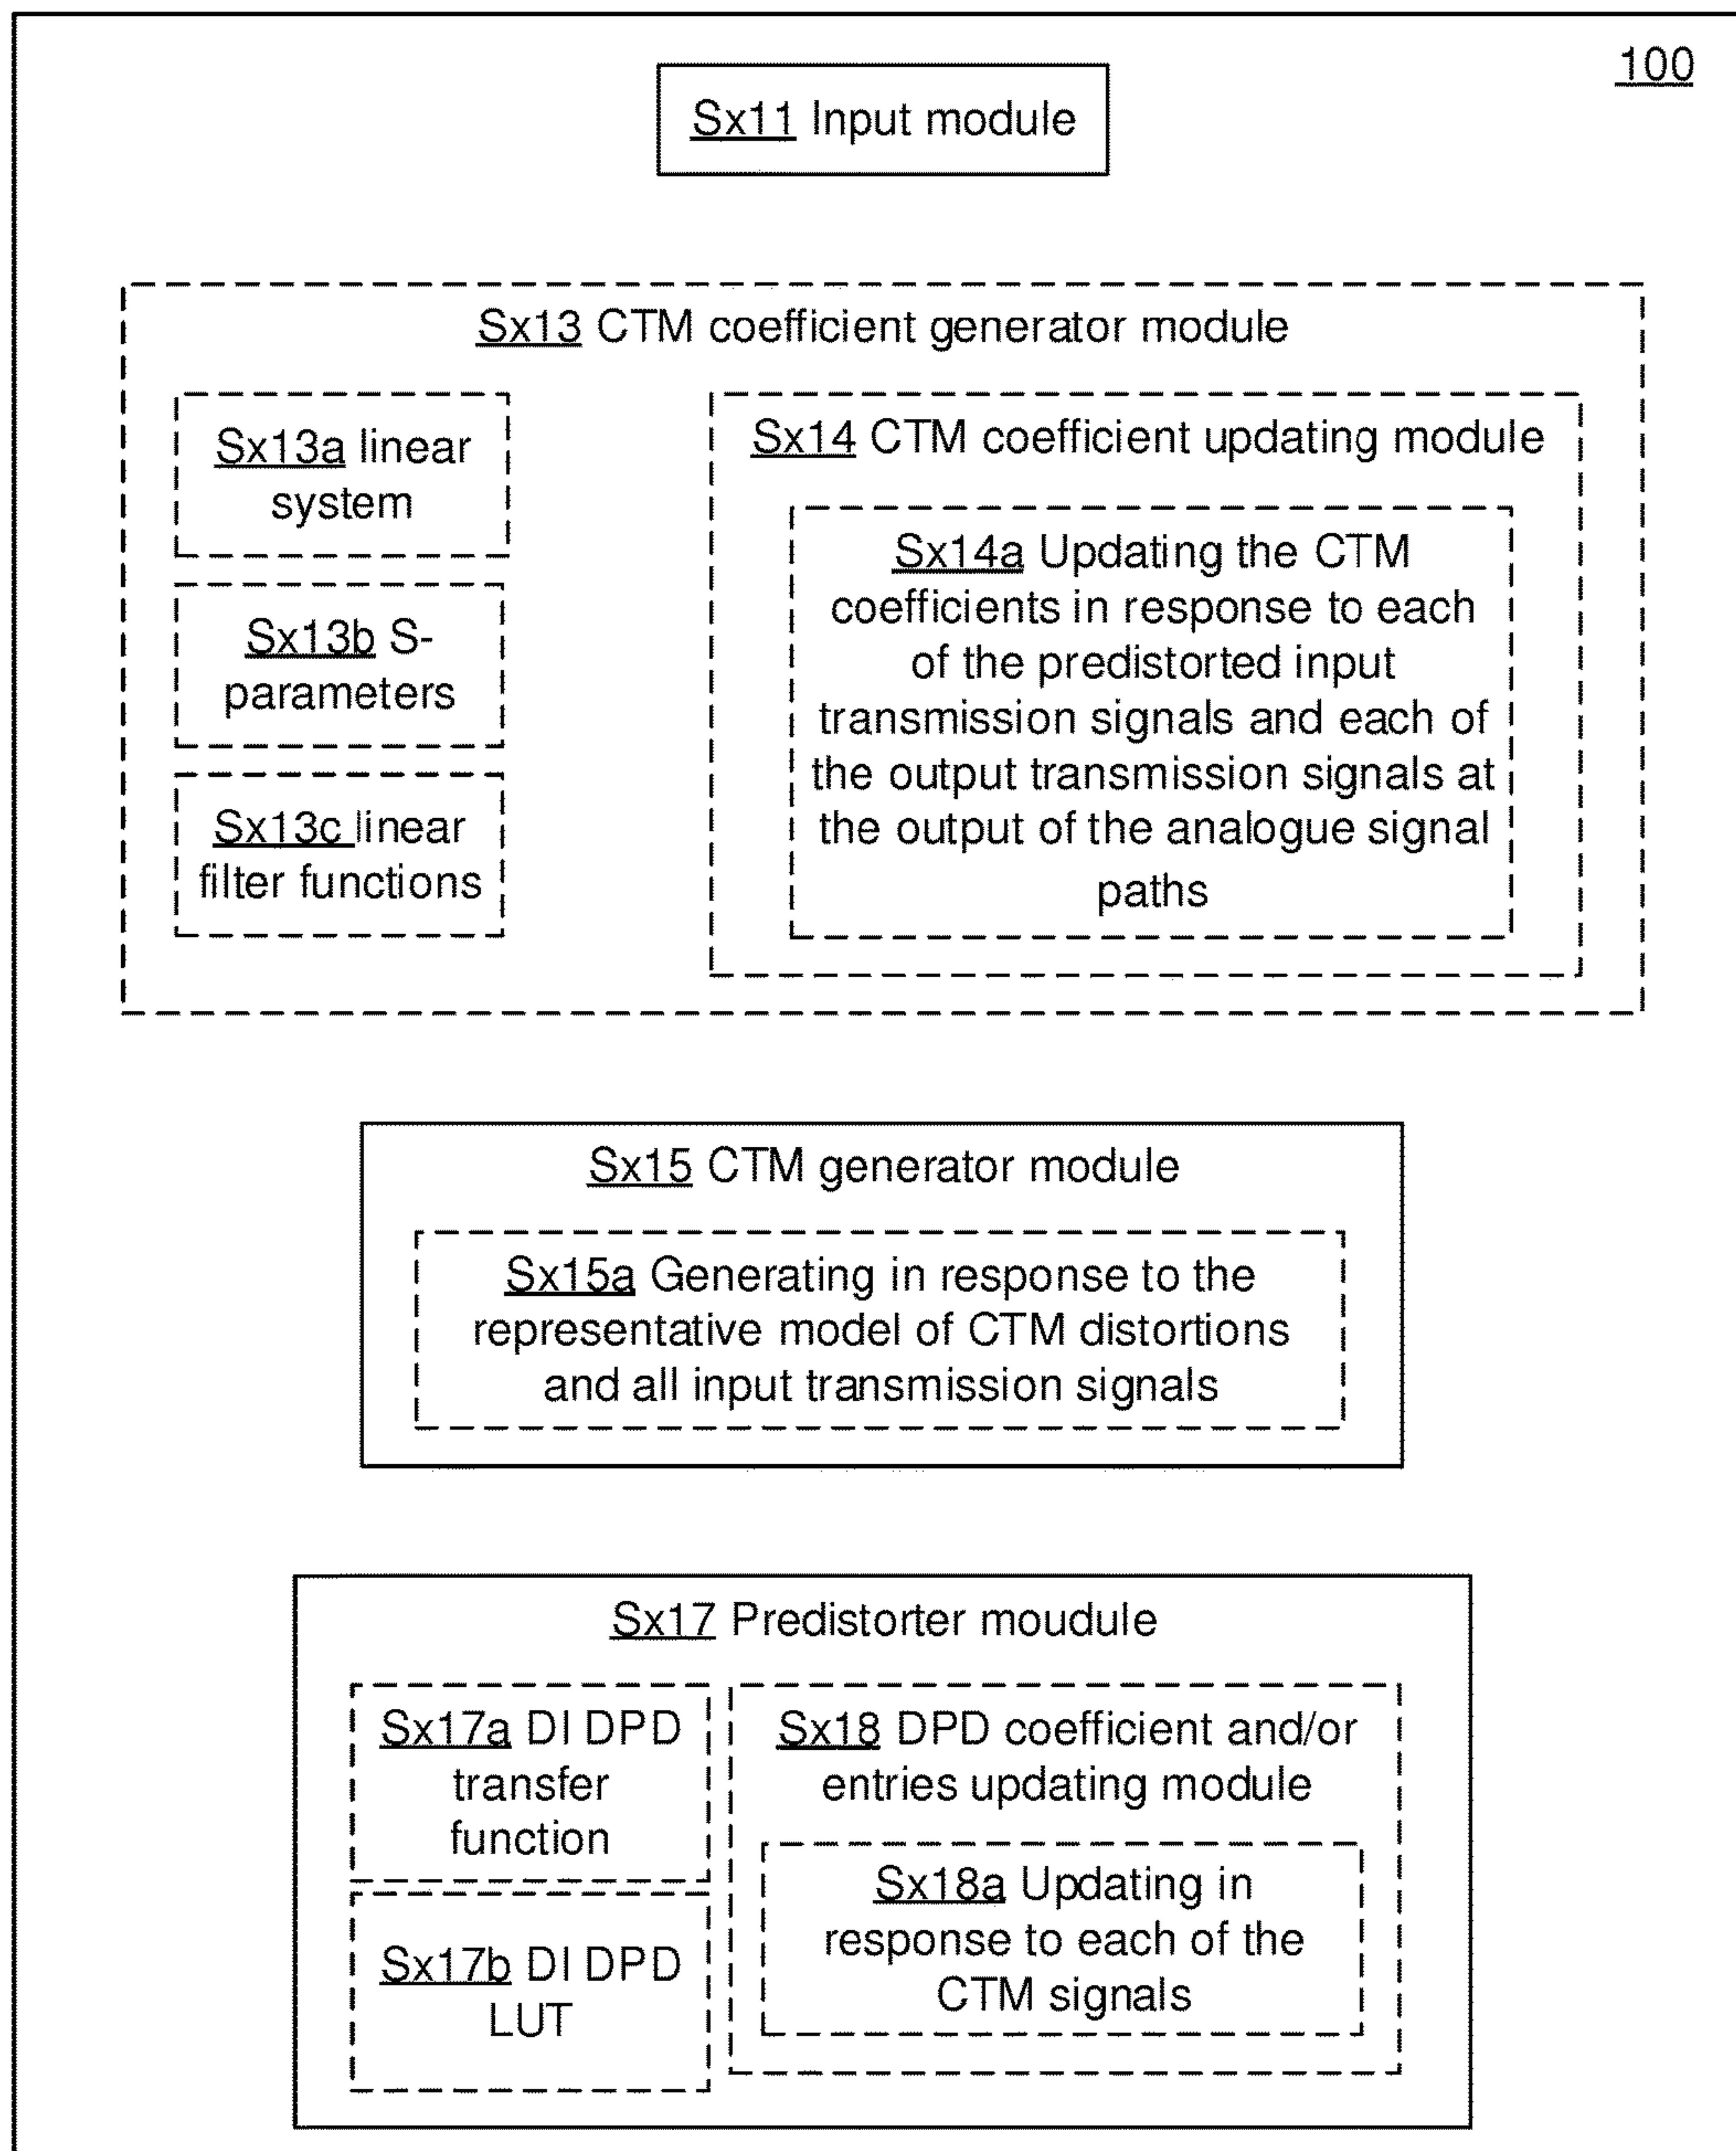 100
Sx11 Input module
Sx13 CTM coefficient generator module
Sx13a linear
system
Sx13b S-
parameters
Sx13c linear
filter functions
Sx14 CTM coefficient updating module
Sx14a Updating the CTM
coefficients in response to each
of the predistorted input
transmission signals and each of
the output transmission signals at
the output of the analogue signal
paths
Sx15 CTM generator module
Sx15a Generating in response to the
representative model of CTM distortions
and all input transmission signals
Sx17 Predistorter moudule
Sx17a DI DPD
transfer
function
Sx17b DI DPD
LUT
Sx18 DPD coefficient and/or
entries updating module
Sx18a Updating in
response to each of the
CTM signals